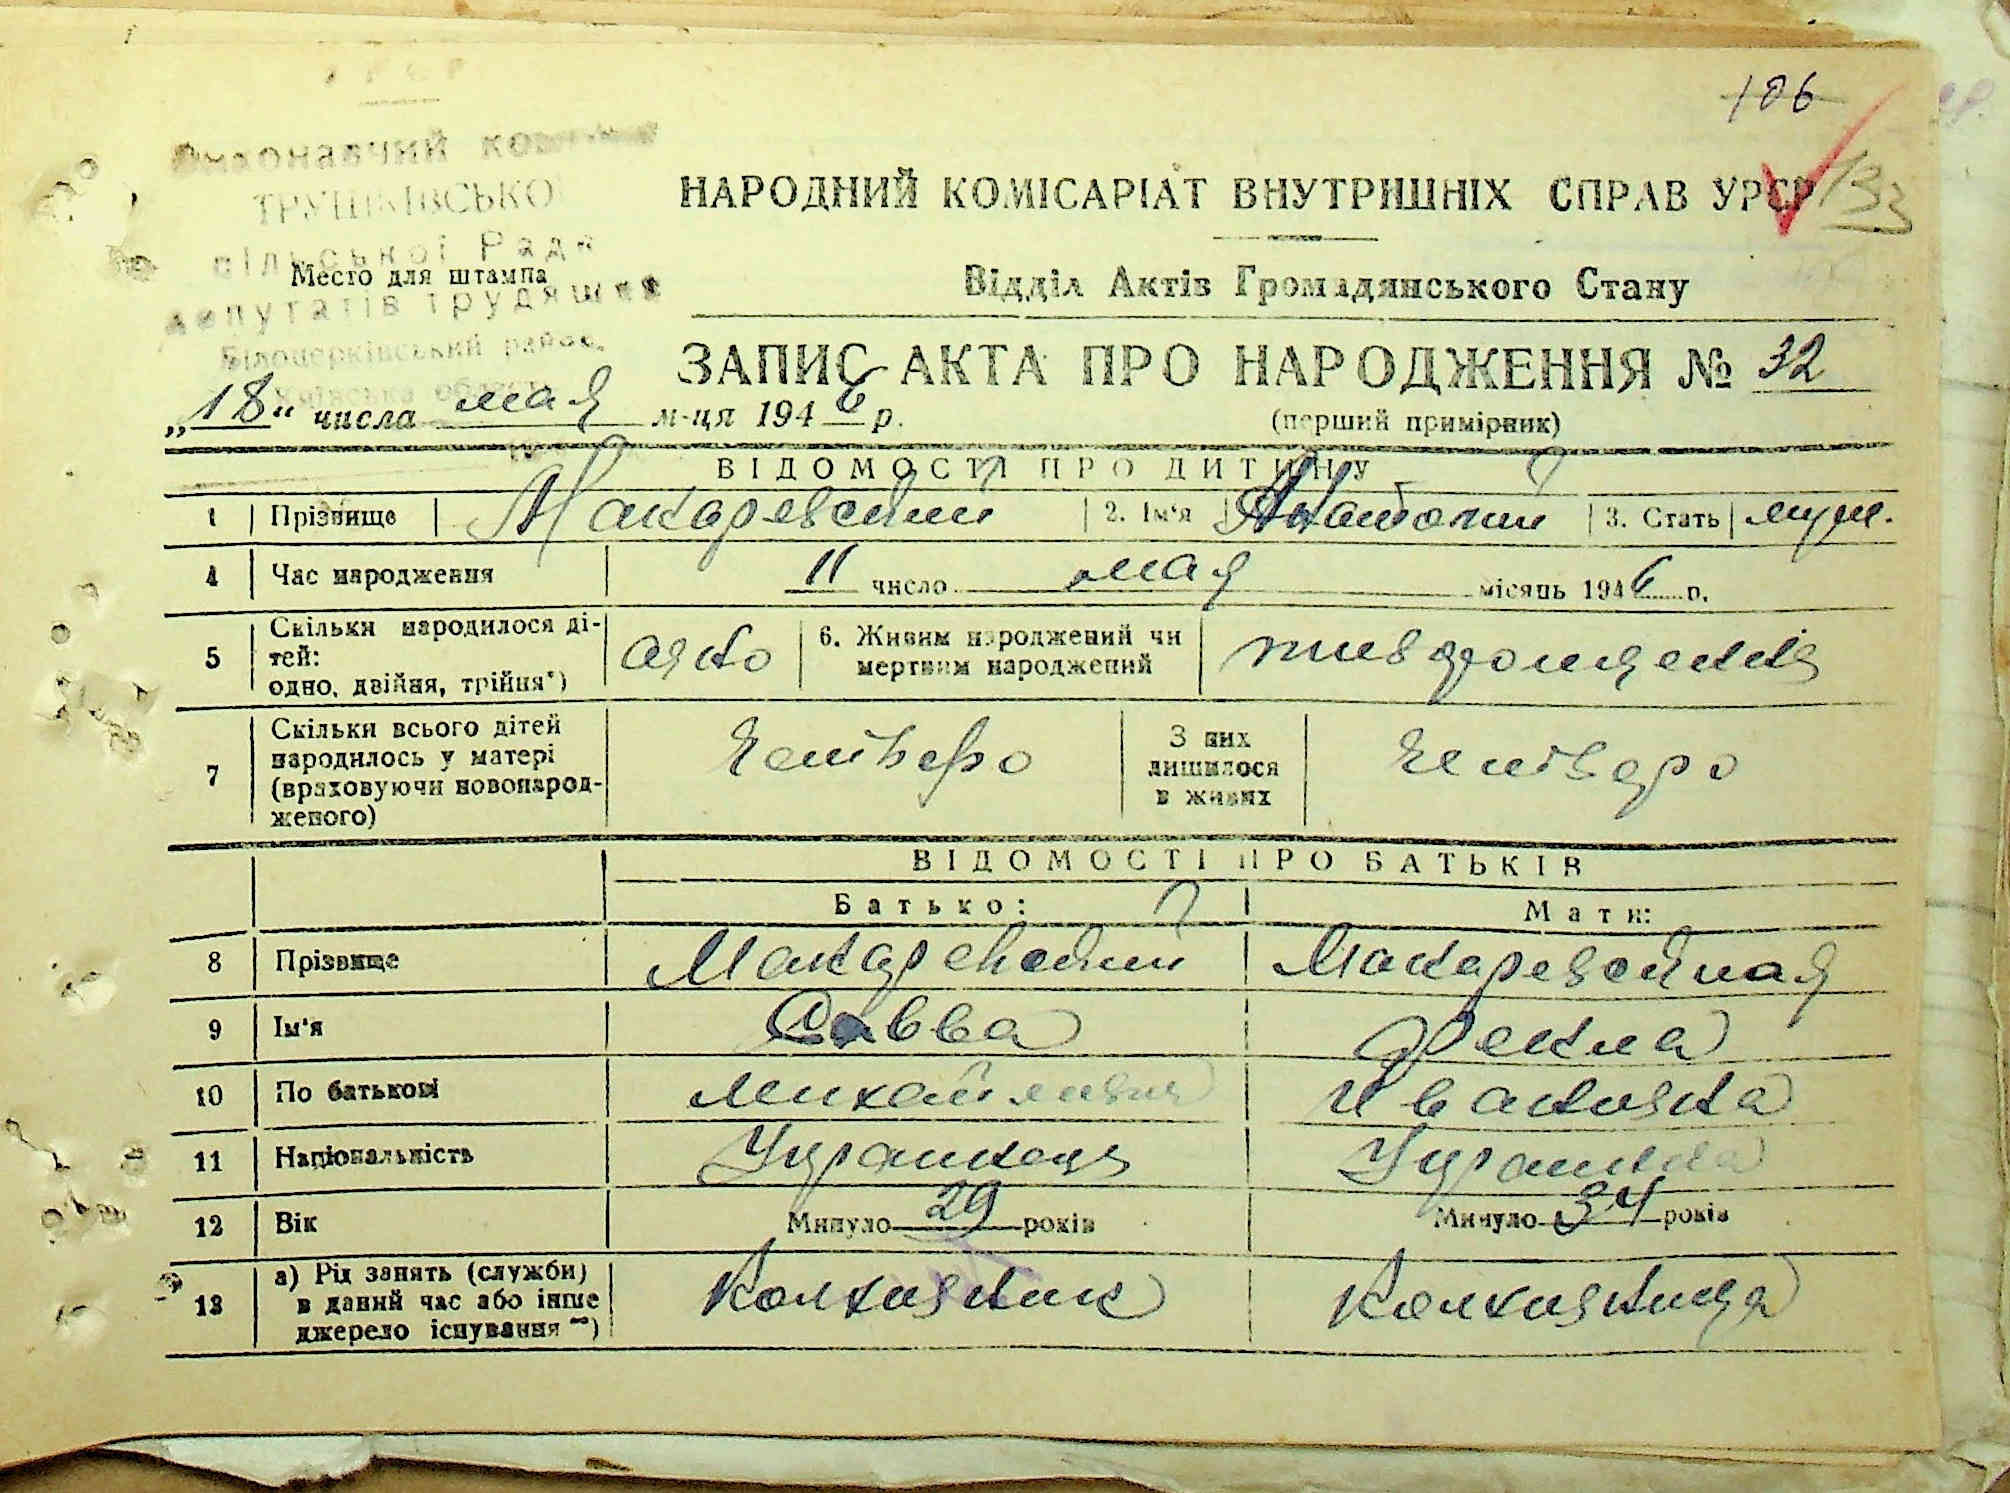 УРСР
106
Виконавчий комітет
ТРУШКІВСЬКОЇ
сільської Ради
Место для штампа
депутатів трудящих
Білоцерківський район,
Київська область
НАРОДНИЙ КОМІСАРІАТ ВНУТРИШНІХ СПРАВ УРСР 133
Відділ Актів Громадянського Стану
ЗАПИС АКТА ПРО НАРОДЖЕННЯ № 32
„18“ числа мая м-ця 1946 р.
(перший примірник)
ВІДОМОСТІ ПРО ДИТИНУ
1 Прізвище Макаревский 2. Ім'я Анатолий 3. Стать муж.
4 Час народження 11 число мая місяць 1946 р.
5 Скільки народилося ді-
тей:
одно, двійня, трійня*) одно
6. Живим народжений чи
мертвим народжений
7 Скільки всього дітей
народилось у матері
(враховуючи новонарод-
женого)
З них
лишилося
в живих
ВІДОМОСТІ ПРО БАТЬКІВ
Батько: Мати:
8 Прізвище Макаревский Макаревская
9 Ім'я Савва Фекла
10 По батькові Михайлович Ивановна
11 Національність Украинец Украинка
12 Вік Минуло 29 років Минуло 34 років
13 а) Рід занять (служби)
в даний час або інше
джерело існування **)
Колхозник Колхозница